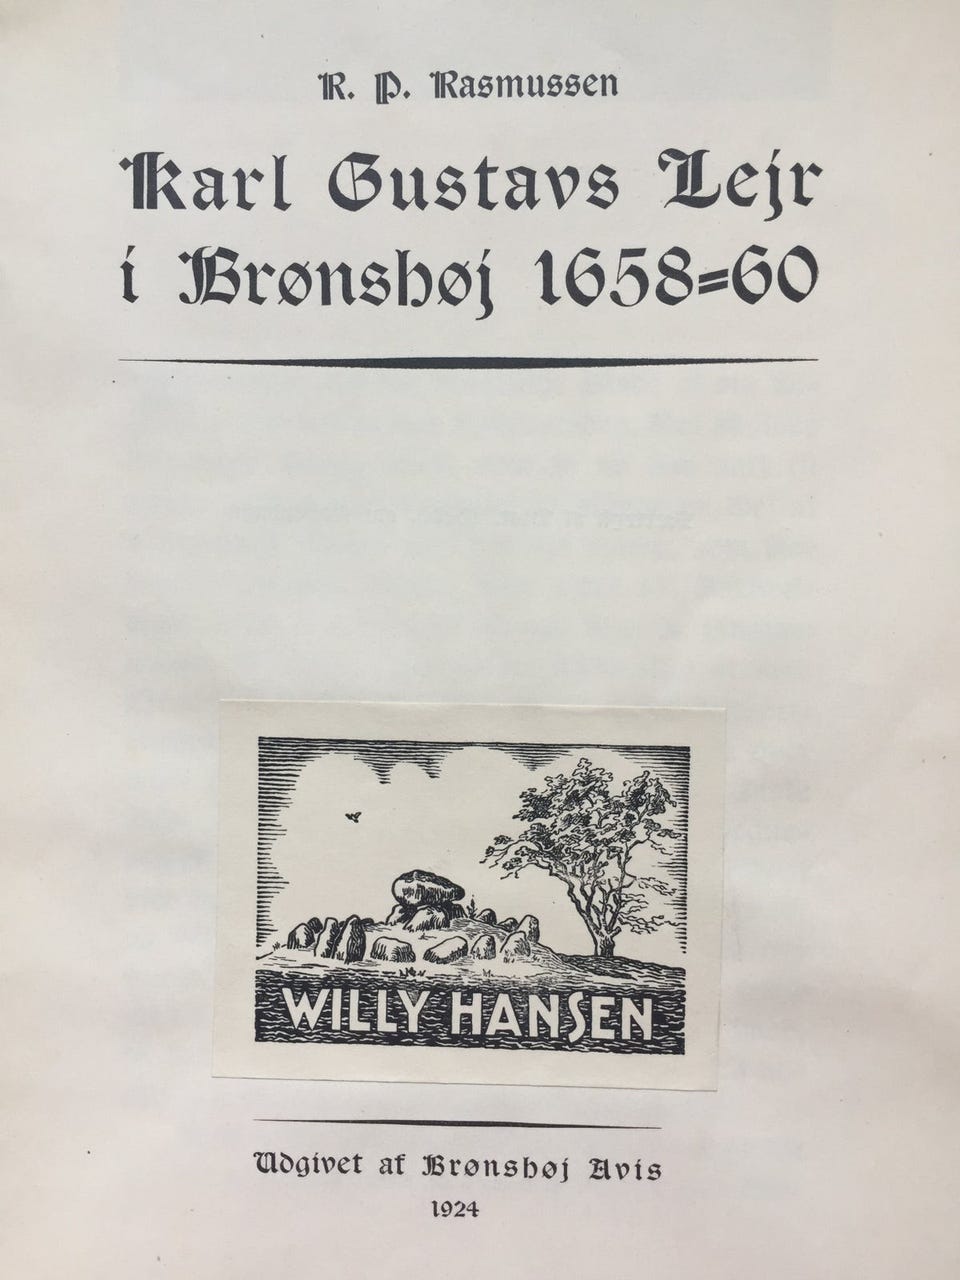 R. P. Rasmussen
Karl Gustavs Lejr
i Brønshøj 1658=60
WILLY HANSEN
Udgivet af Brønshøj Avis
1924